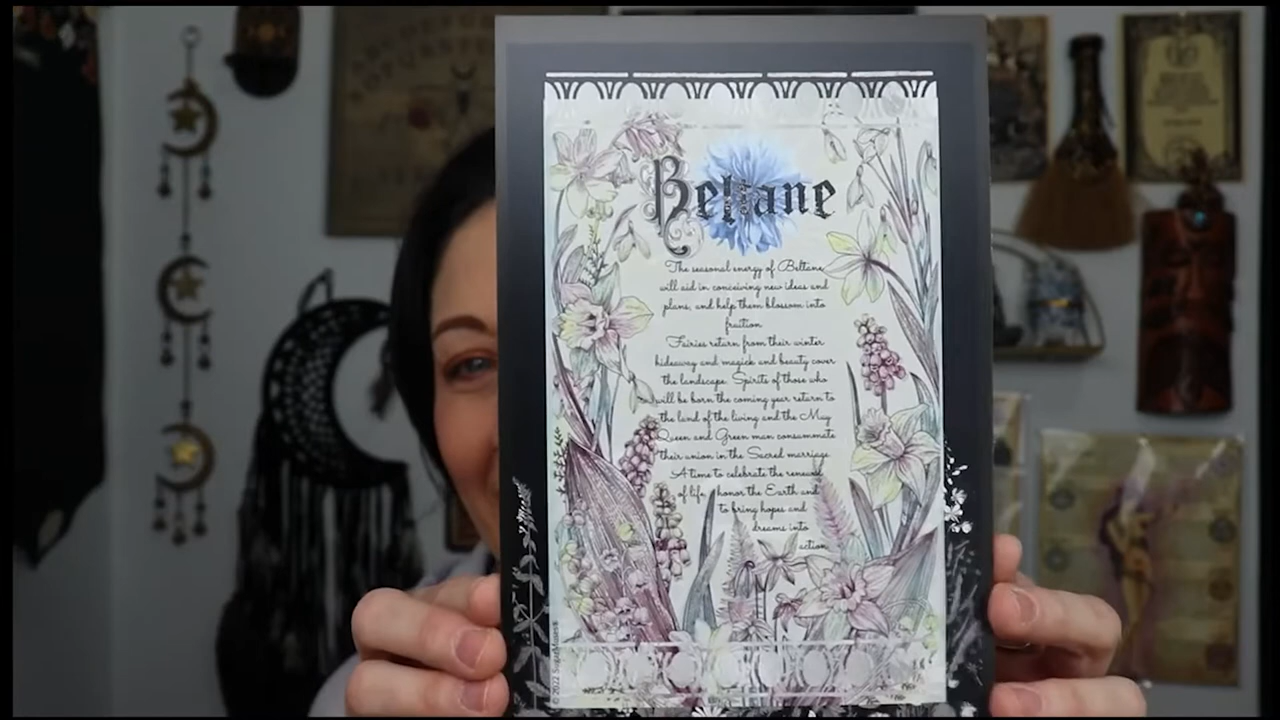 Beltane
The seasonal energy of Beltane
will aid in conceiving new ideas and
plans, and help them blossom into
fruition
Fairies return from their winter
hideaway and magick and beauty cover
the landscape. Spirits of those who
will be born the coming year return to
the land of the living and the May
Queen and Green man consummate
their union in the Sacred marriage.
A time to celebrate the renewal
of life, honor the Earth and
to bring hopes and
dreams into
action.